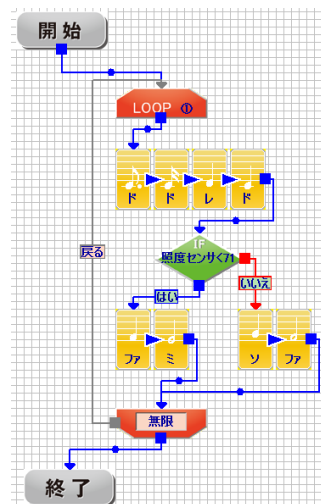 開始
LOOP ①
ド ド レ ド
IF
照度センサく71
戻る
いいえ
はい
ファ ミ ソ ファ
無限
終了